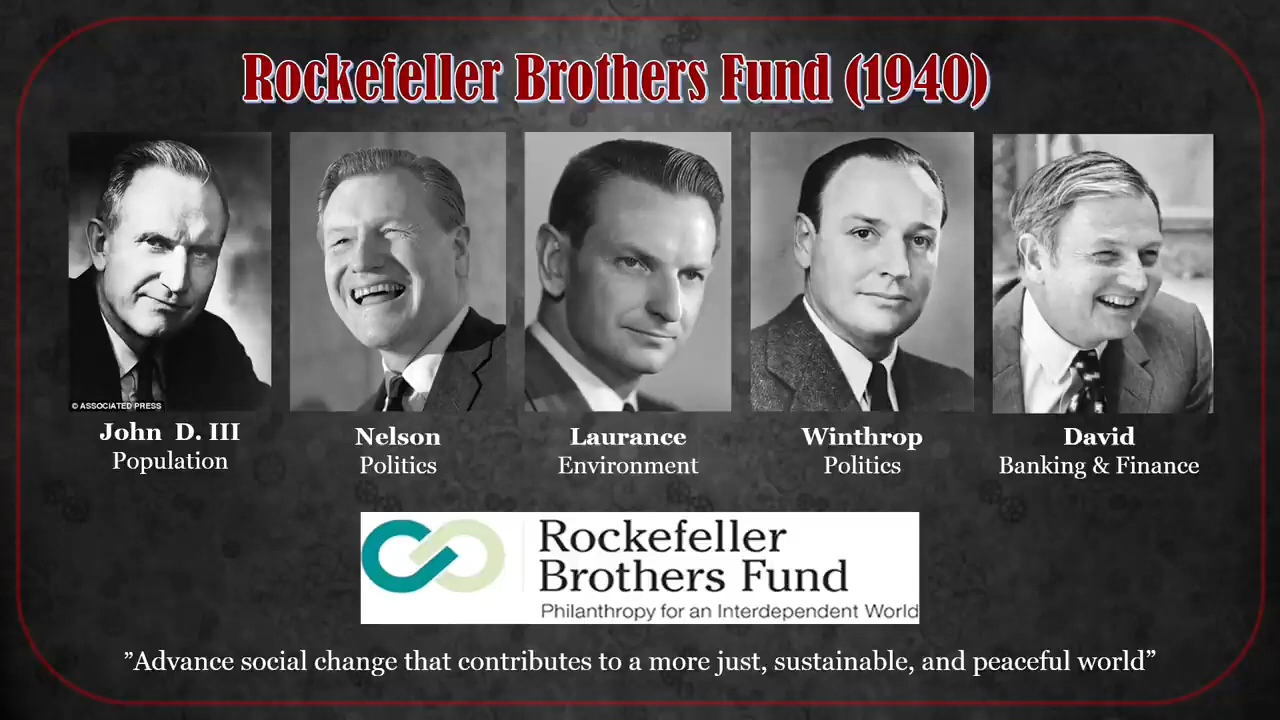 Rockefeller Brothers Fund (1940)
© ASSOCIATED PRESS
John D. III
Population
Nelson
Politics
Laurance
Environment
Winthrop
Politics
David
Banking & Finance
Rockefeller
Brothers Fund
Philanthropy for an Interdependent World
”Advance social change that contributes to a more just, sustainable, and peaceful world”